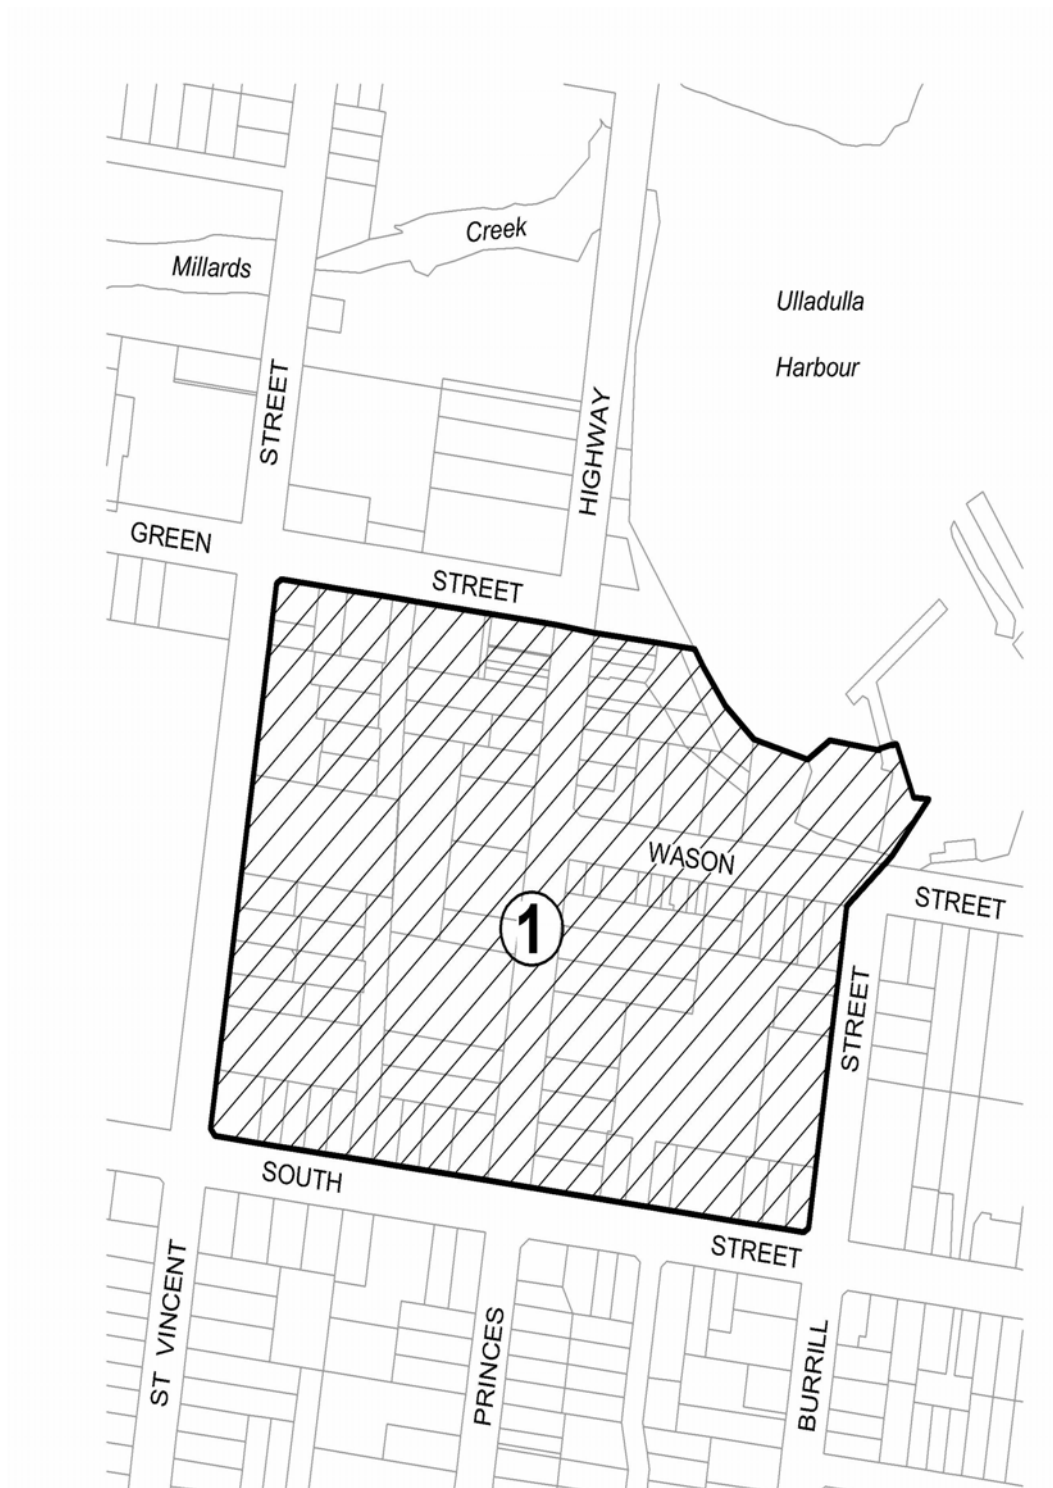 Creek
Millards
Ulladulla
Harbour
STREET
HIGHWAY
GREEN
STREET
WASON
STREET
1
STREET
SOUTH
STREET
ST VINCENT
PRINCES
BURRILL